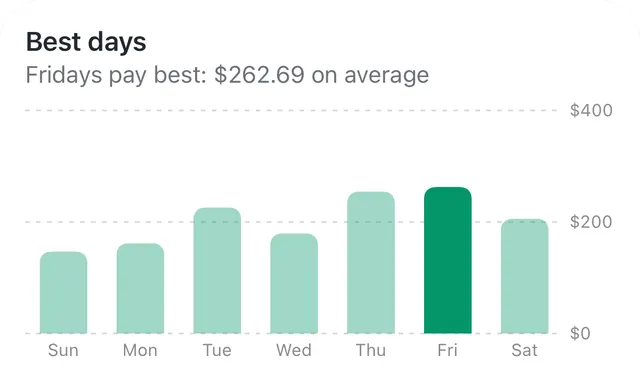 Best days
Fridays pay best: $262.69 on average
$400
$200
$0
Sun Mon Tue Wed Thu Fri Sat